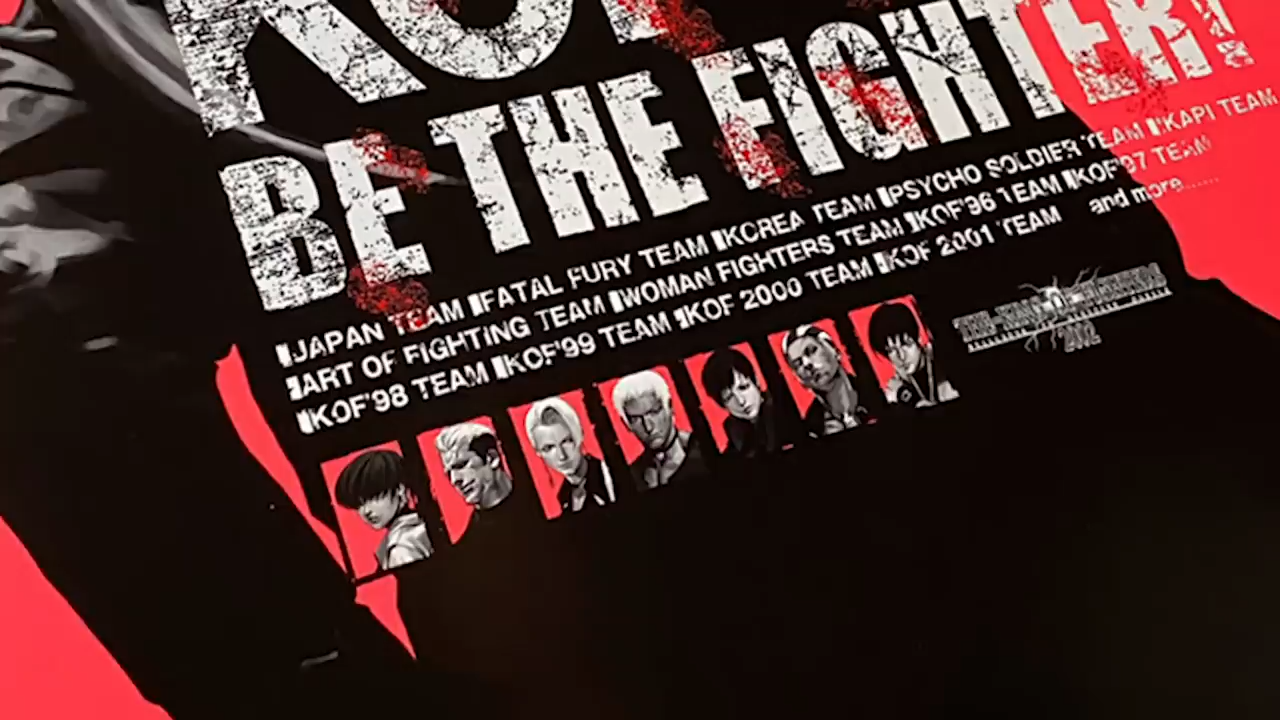 KOF
BE THE FIGHTER!
JAPAN TEAM FATAL FURY TEAM KOREA TEAM PSYCHO SOLDIER TEAM KAPI TEAM
ART OF FIGHTING TEAM WOMAN FIGHTERS TEAM KOF'96 TEAM KOF'97 TEAM
KOF'98 TEAM KOF'99 TEAM KOF 2000 TEAM KOF 2001 TEAM and more......